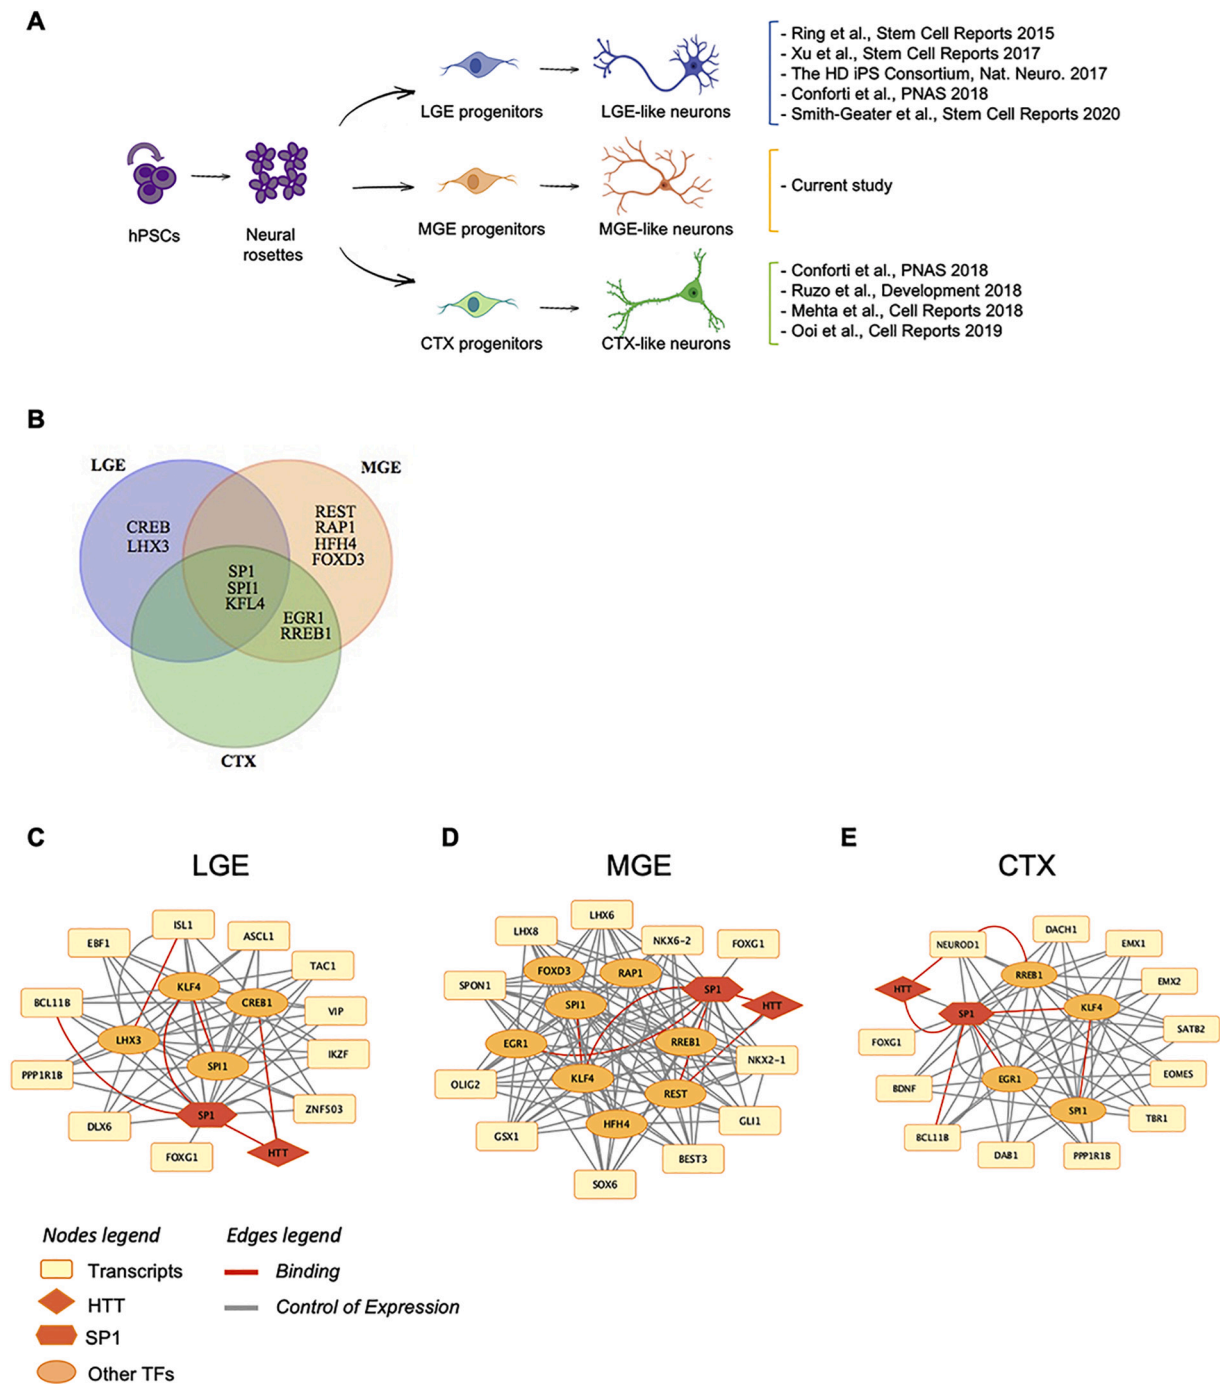 A
hPSCs
Neural
rosettes
LGE progenitors
LGE-like neurons
- Ring et al., Stem Cell Reports 2015
- Xu et al., Stem Cell Reports 2017
- The HD iPS Consortium, Nat. Neuro. 2017
- Conforti et al., PNAS 2018
- Smith-Geater et al., Stem Cell Reports 2020
MGE progenitors
MGE-like neurons
- Current study
CTX progenitors
CTX-like neurons
- Conforti et al., PNAS 2018
- Ruzo et al., Development 2018
- Mehta et al., Cell Reports 2018
- Ooi et al., Cell Reports 2019
B
LGE
MGE
CREB
LHX3
REST
RAP1
HFH4
FOXD3
SP1
SPI1
KFL4
EGR1
RREB1
CTX
C
LGE
ISL1
EBF1
ASCL1
TAC1
KLF4
CREB1
BCL11B
VIP
LHX3
IKZF
SPI1
PPP1R1B
ZNF503
SP1
DLX6
FOXG1
HTT
D
MGE
LHX6
LHX8
NKX6-2
FOXG1
FOXD3
RAP1
SPON1
SP1
SPI1
HTT
EGR1
RREB1
NKX2-1
OLIG2
KLF4
REST
GLI1
HFH4
GSX1
BEST3
SOX6
E
CTX
DACH1
NEUROD1
EMX1
RREB1
EMX2
HTT
KLF4
SP1
SATB2
FOXG1
EOMES
EGR1
BDNF
SPI1
TBR1
BCL11B
DAB1
PPP1R1B
Nodes legend
Transcripts
HTT
SP1
Other TFs
Edges legend
Binding
Control of Expression